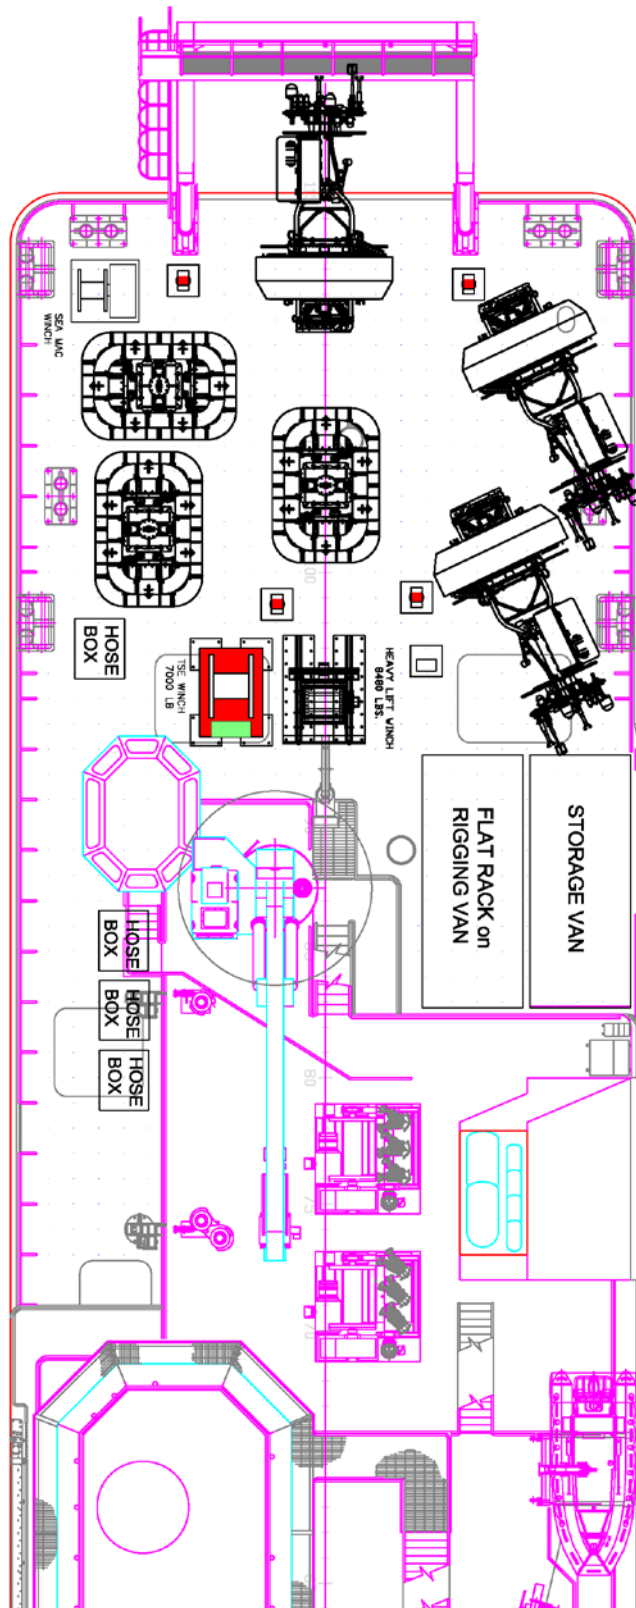 SEA MAC
WINCH
HOSE
BOX
TSE WINCH
7000 LB
HEAVY LIFT WINCH
8480 LBS.
FLAT RACK on
RIGGING VAN
STORAGE VAN
HOSE
BOX
HOSE
BOX
HOSE
BOX
80
75
70